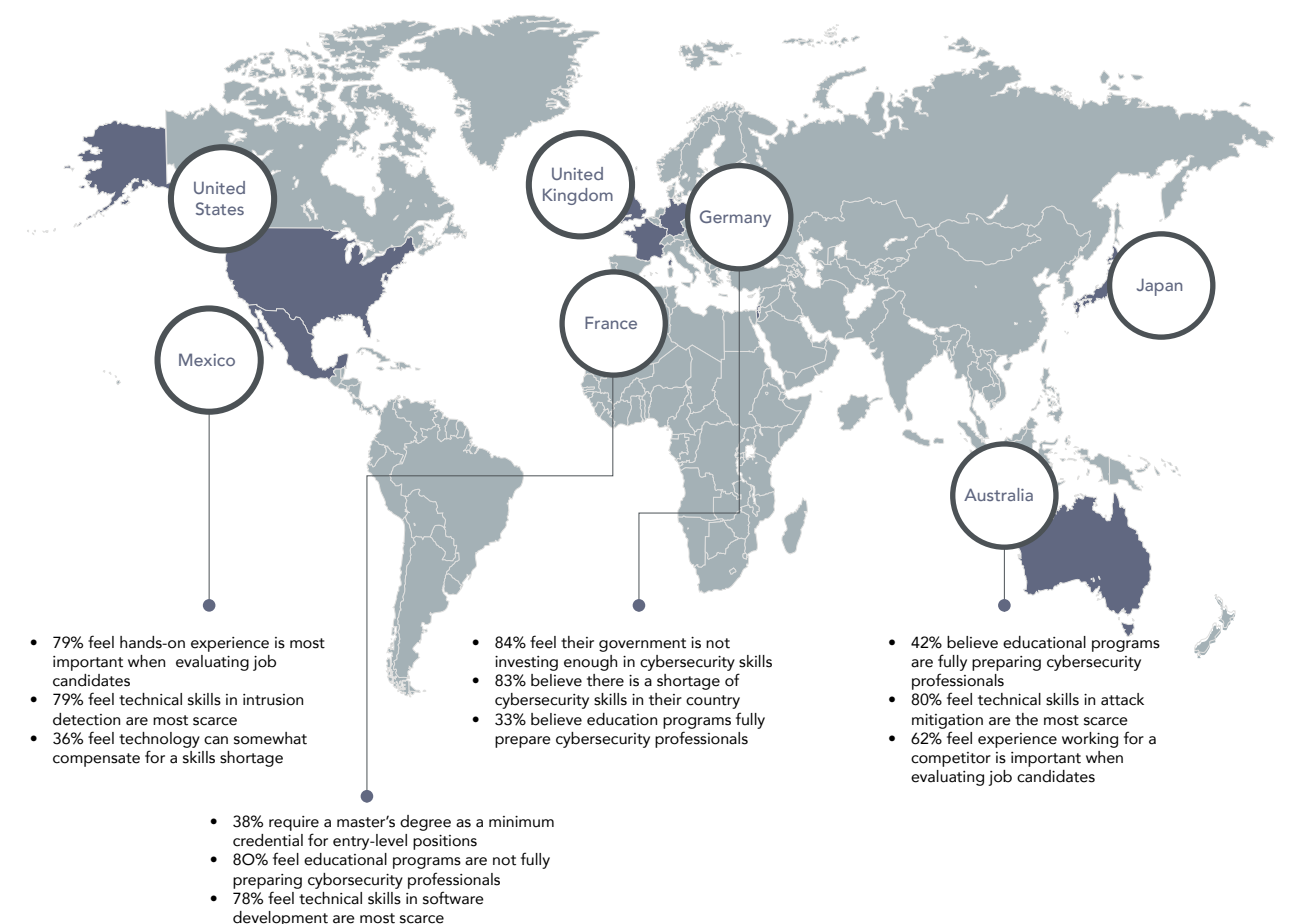 United
States
Mexico
United
Kingdom
Germany
France
Japan
Australia
• 79% feel hands-on experience is most
important when evaluating job
candidates
• 79% feel technical skills in intrusion
detection are most scarce
• 36% feel technology can somewhat
compensate for a skills shortage
• 38% require a master's degree as a minimum
credential for entry-level positions
• 8O% feel educational programs are not fully
preparing cyborsecurity professionals
• 78% feel technical skills in software
development are most scarce
• 84% feel their government is not
investing enough in cybersecurity skills
• 83% believe there is a shortage of
cybersecurity skills in their country
• 33% believe education programs fully
prepare cybersecurity professionals
• 42% believe educational programs
are fully preparing cybersecurity
professionals
• 80% feel technical skills in attack
mitigation are the most scarce
• 62% feel experience working for a
competitor is important when
evaluating job candidates